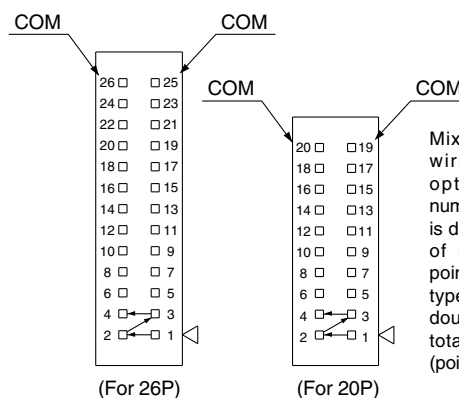 COM COM
26 25
24 23
22 21
20 19
18 17
16 15
14 13
12 11
10 9
8 7
6 5
4 3
2 1
(For 26P)
COM COM
20 19
18 17
16 15
14 13
12 11
10 9
8 7
6 5
4 3
2 1
(For 20P)
Mix
wir
opt
num
is d
of
poin
type
dou
tota
(poi